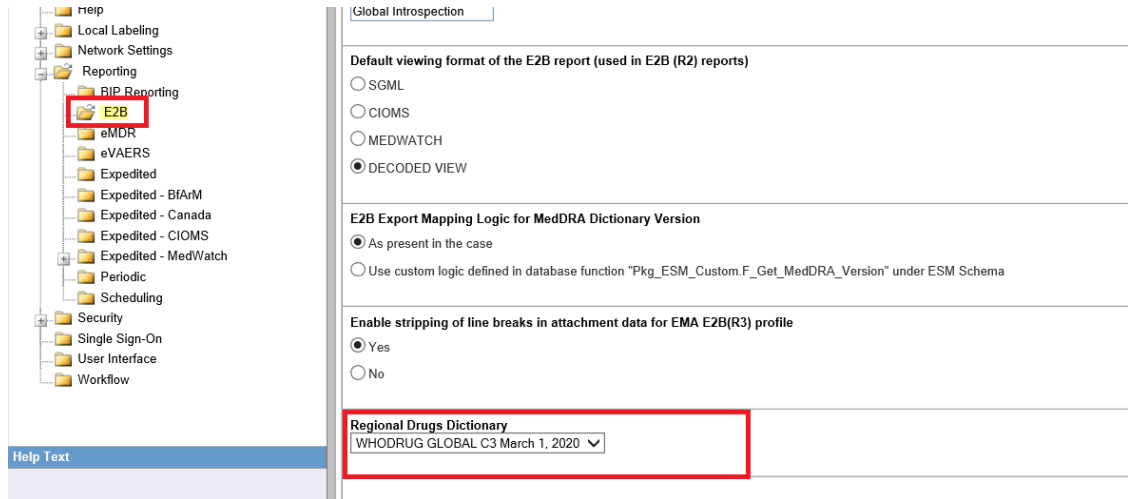 Help
Local Labeling
Network Settings
Reporting
BIP Reporting
E2B
eMDR
eVAERS
Expedited
Expedited - BfArM
Expedited - Canada
Expedited - CIOMS
Expedited - MedWatch
Periodic
Scheduling
Security
Single Sign-On
User Interface
Workflow
Help Text
Global Introspection
Default viewing format of the E2B report (used in E2B (R2) reports)
SGML
CIOMS
MEDWATCH
DECODED VIEW
E2B Export Mapping Logic for MedDRA Dictionary Version
As present in the case
Use custom logic defined in database function "Pkg_ESM_Custom.F_Get_MedDRA_Version" under ESM Schema
Enable stripping of line breaks in attachment data for EMA E2B(R3) profile
Yes
No
Regional Drugs Dictionary
WHODRUG GLOBAL C3 March 1, 2020